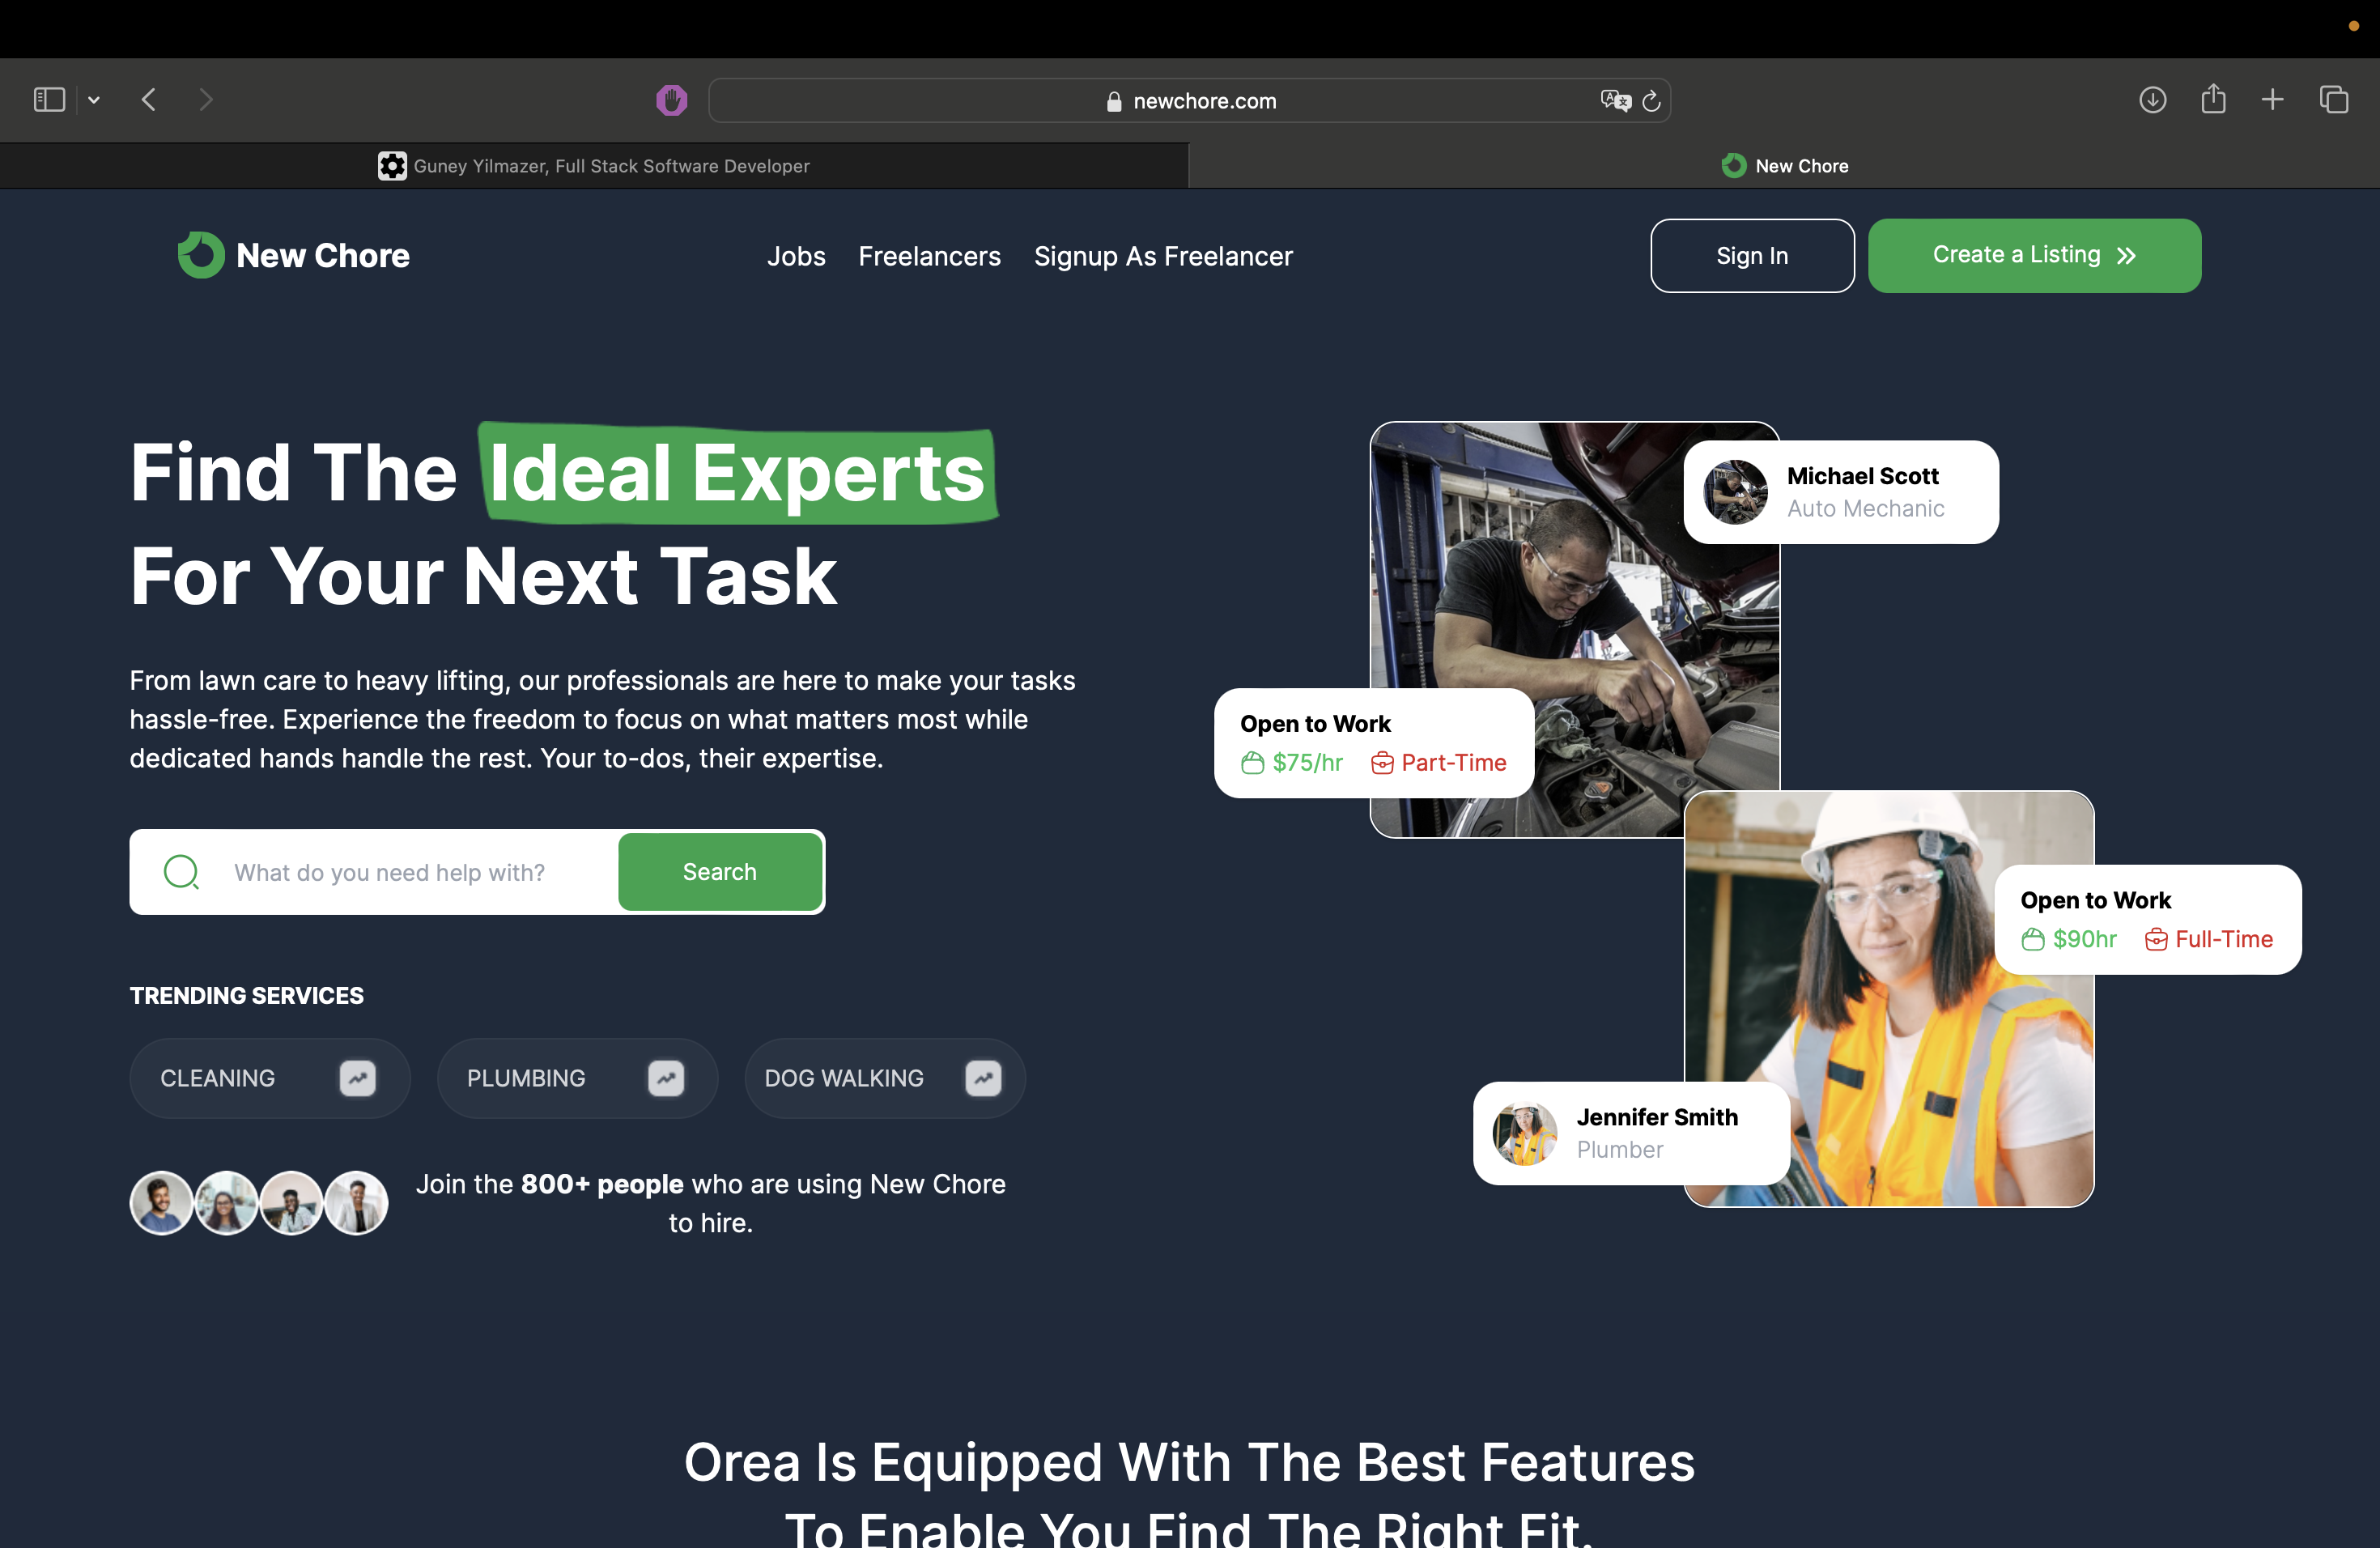 newchore.com
Guney Yilmazer, Full Stack Software Developer
New Chore
New Chore
Jobs
Freelancers
Signup As Freelancer
Sign In
Create a Listing
Find The Ideal Experts
For Your Next Task
From lawn care to heavy lifting, our professionals are here to make your tasks
hassle-free. Experience the freedom to focus on what matters most while
dedicated hands handle the rest. Your to-dos, their expertise.
What do you need help with?
Search
TRENDING SERVICES
CLEANING
PLUMBING
DOG WALKING
Join the 800+ people who are using New Chore
to hire.
Michael Scott
Auto Mechanic
Open to Work
$75/hr
Part-Time
Open to Work
$90hr
Full-Time
Jennifer Smith
Plumber
Orea Is Equipped With The Best Features
To Enable You Find The Right Fit.